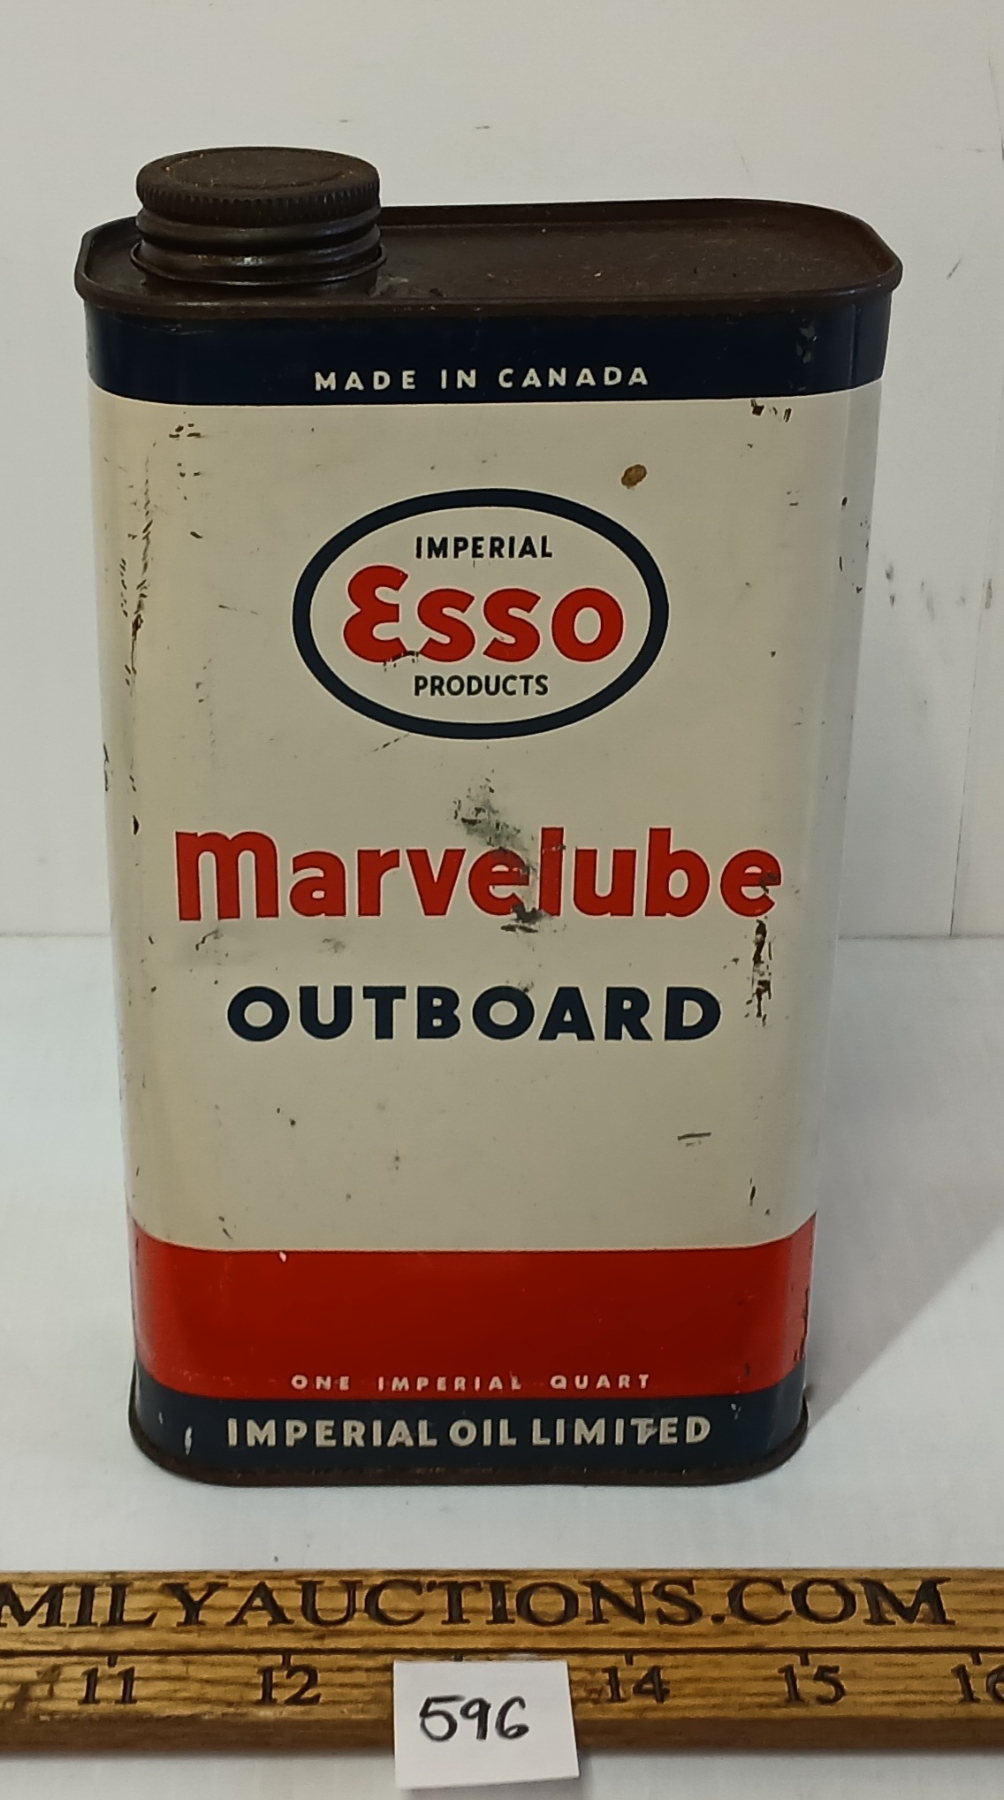 MADE IN CANADA
IMPERIAL
Esso
PRODUCTS
marvelube
OUTBOARD
ONE IMPERIAL QUART
IMPERIAL OIL LIMITED
MILYAUCTIONS.COM
11 12 14 15 16
596